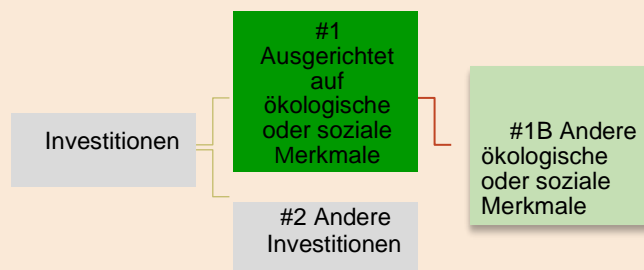 Investitionen
#1
Ausgerichtet
auf
ökologische
oder soziale
Merkmale
#2 Andere
Investitionen
#1B Andere
ökologische
oder soziale
Merkmale